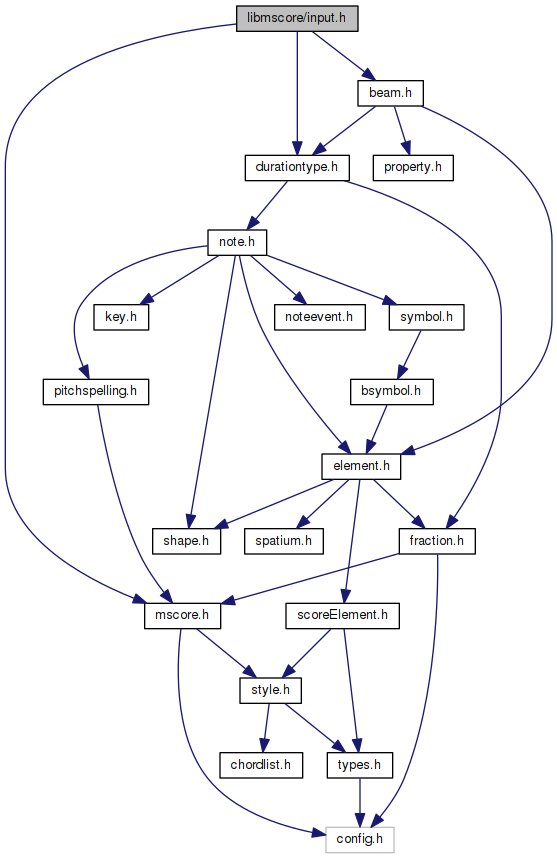 libmscore/input.h
beam.h
durationtype.h
property.h
note.h
key.h
noteevent.h
symbol.h
pitchspelling.h
bsymbol.h
element.h
shape.h
spatium.h
fraction.h
mscore.h
scoreElement.h
style.h
chordlist.h
types.h
config.h